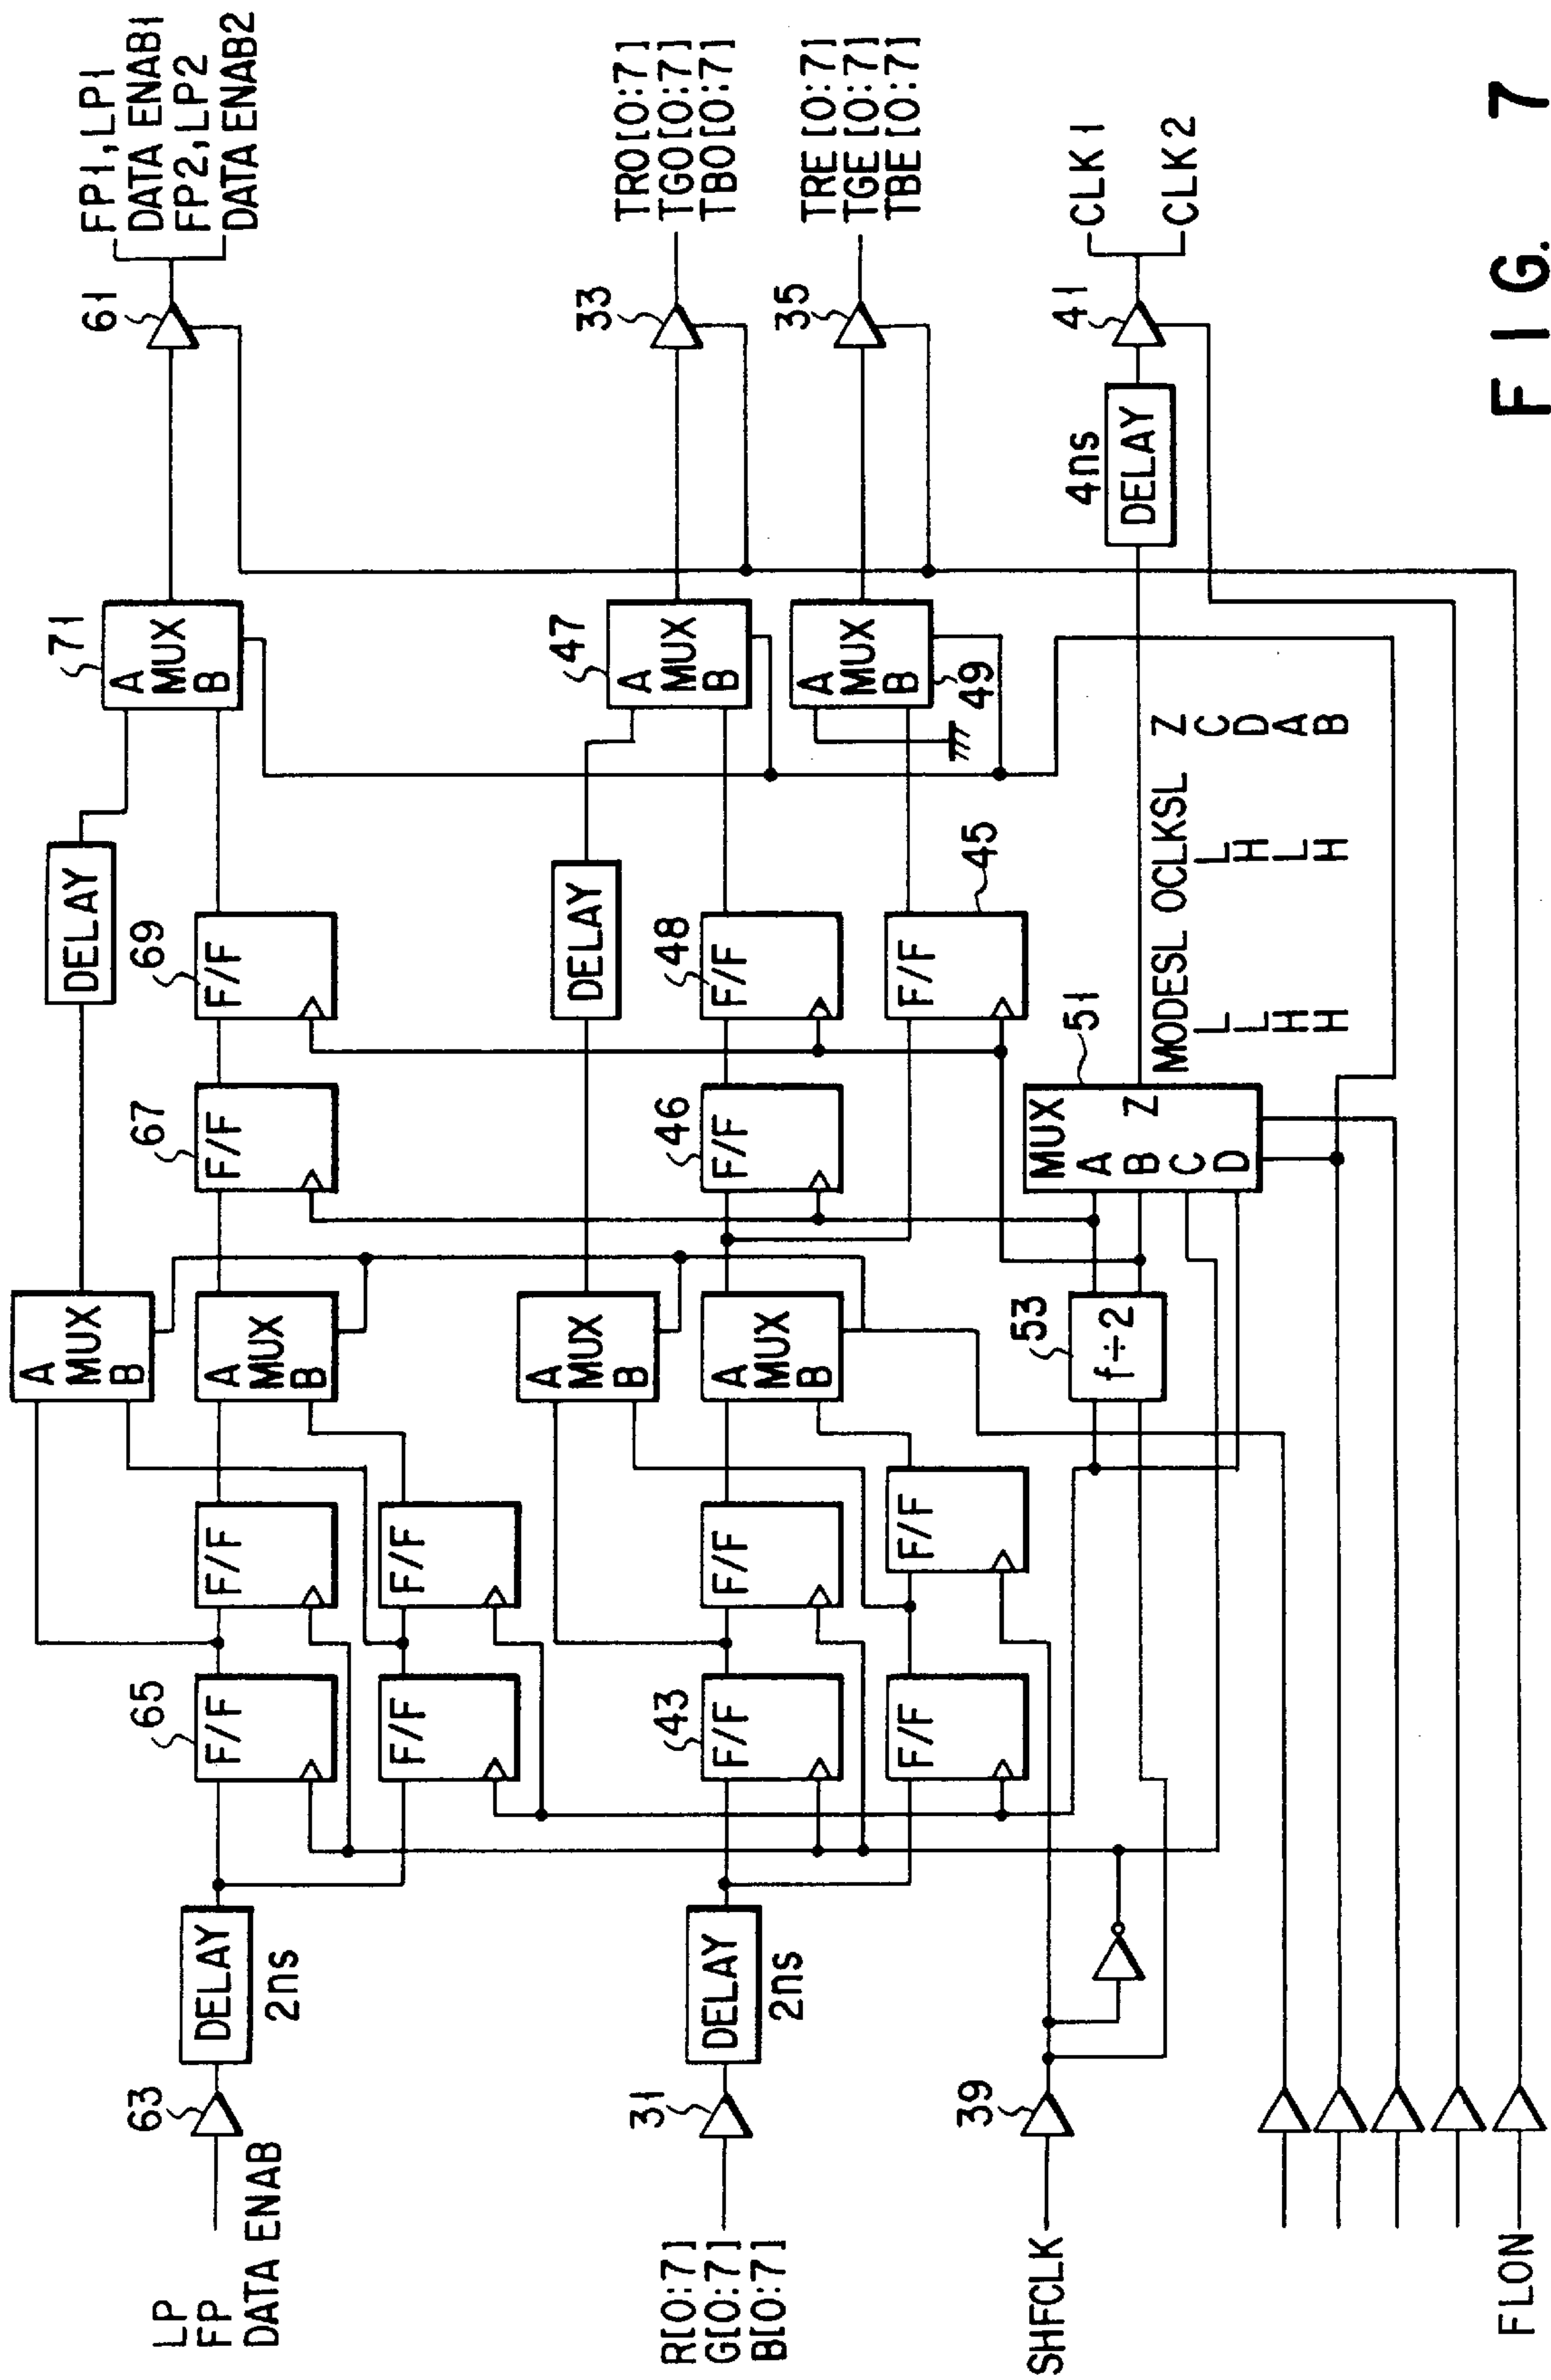 LP
FP
DATA ENAB
63
DELAY
2ns
65
F/F
F/F
F/F
F/F
A
MUX
B
A
MUX
B
67
F/F
69
F/F
DELAY
71
A
MUX
B
61
FP1,LP1
DATA ENAB1
FP2,LP2
DATA ENAB2
R[0:7]
G[0:7]
B[0:7]
31
DELAY
2ns
43
F/F
F/F
F/F
F/F
A
MUX
B
A
MUX
B
46
F/F
48
F/F
45
F/F
DELAY
47
A
MUX
B
49
A
MUX
B
33
TRO[0:7]
TGO[0:7]
TBO[0:7]
35
TRE[0:7]
TGE[0:7]
TBE[0:7]
SHFCLK
39
53
f÷2
51
MUX
A
B Z
C
D
MODESL OCLKSL Z
L L C
L H D
H L A
H H B
4ns
DELAY
41
CLK1
CLK2
FLON
FIG. 7